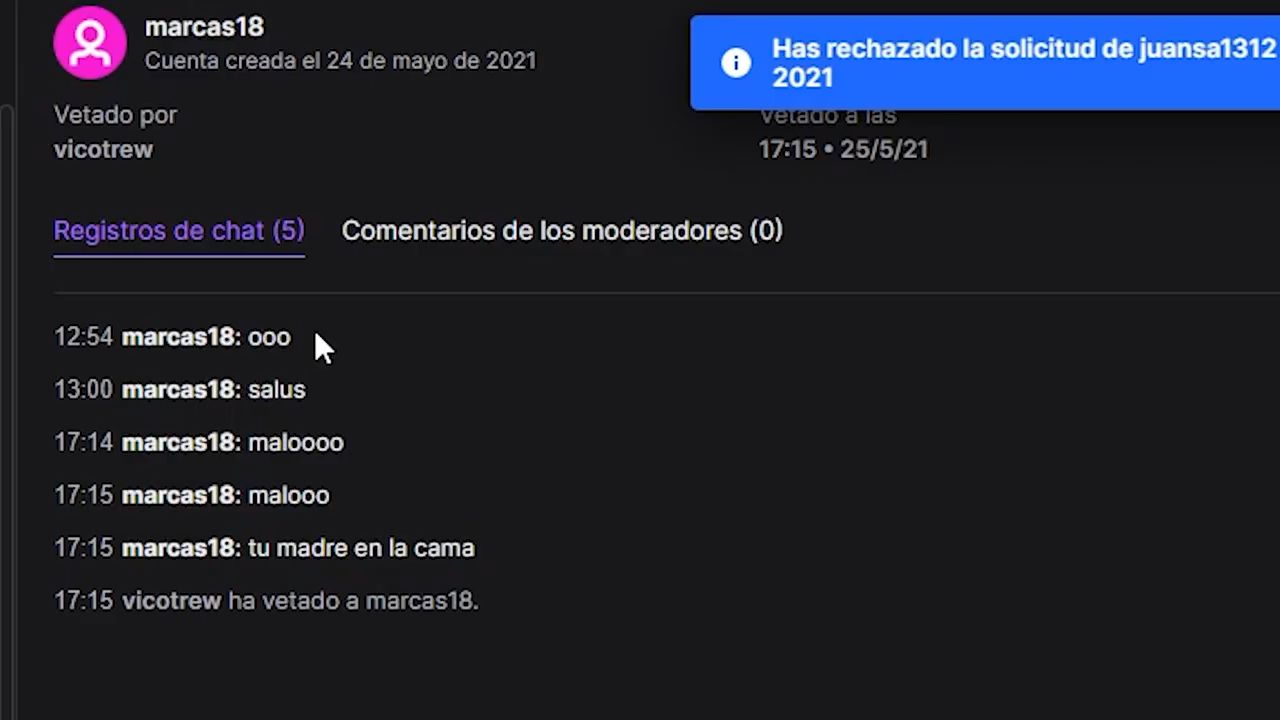 marcas18
Cuenta creada el 24 de mayo de 2021
Has rechazado la solicitud de juansa1312
2021
Vetado por
vicotrew
Vetado a las
17:15 • 25/5/21
Registros de chat (5)
Comentarios de los moderadores (0)
12:54 marcas18: ooo
13:00 marcas18: salus
17:14 marcas18: maloooo
17:15 marcas18: malooo
17:15 marcas18: tu madre en la cama
17:15 vicotrew ha vetado a marcas18.